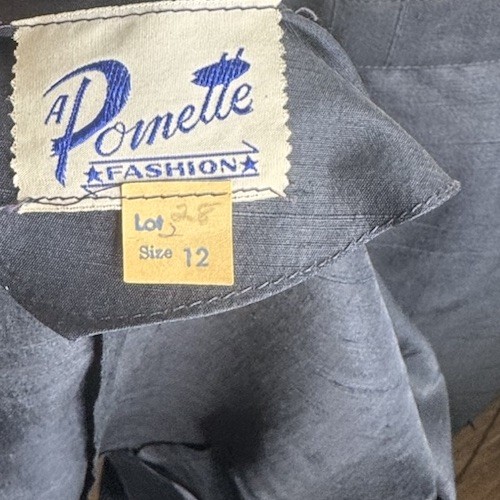 A
Pomette
★FASHION★
Lot 28
Size 12